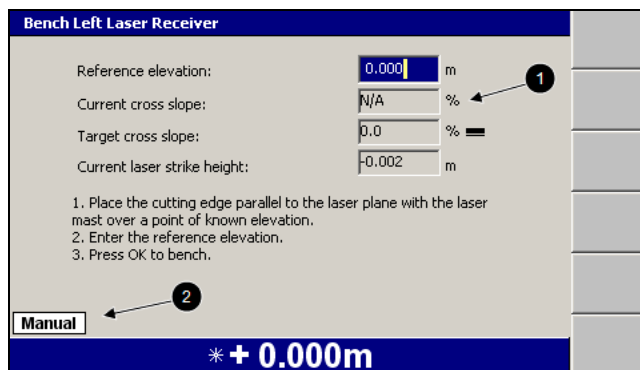 Bench Left Laser Receiver
Reference elevation: 0.000 m
Current cross slope: N/A %
1
Target cross slope: 0.0 %
Current laser strike height: -0.002 m
1. Place the cutting edge parallel to the laser plane with the laser
mast over a point of known elevation.
2. Enter the reference elevation.
3. Press OK to bench.
2
Manual
✳+ 0.000m